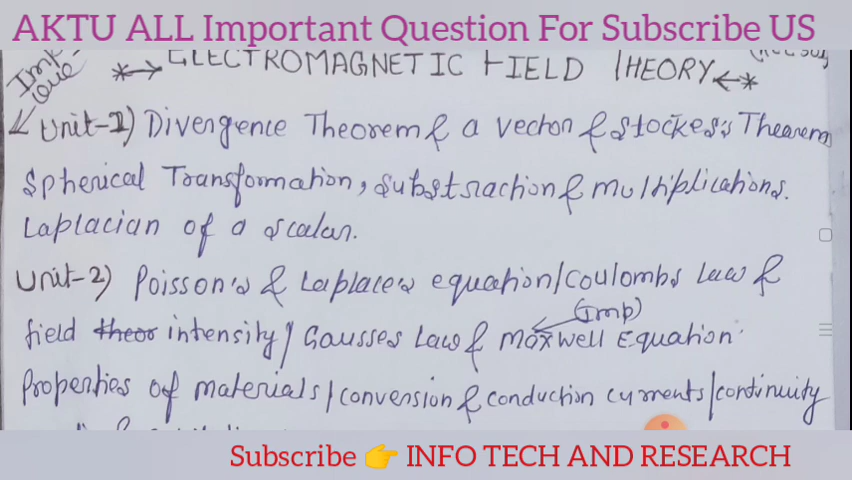 AKTU ALL Important Question For Subscribe US
Imp Que
ELECTROMAGNETIC FIELD THEORY
Unit-1) Divergence Theorem & a vector & Stockes's Theorem
Spherical Transformation, Substraction & multiplications.
Laplacian of a scalar.
Unit-2) Poisson's & Laplace's equation/Coulombs Law &
(Imp)
field theor intensity/ Gausses Law & Maxwell Equation
Properties of materials/conversion & conduction currents/continuity
Subscribe 👉 INFO TECH AND RESEARCH